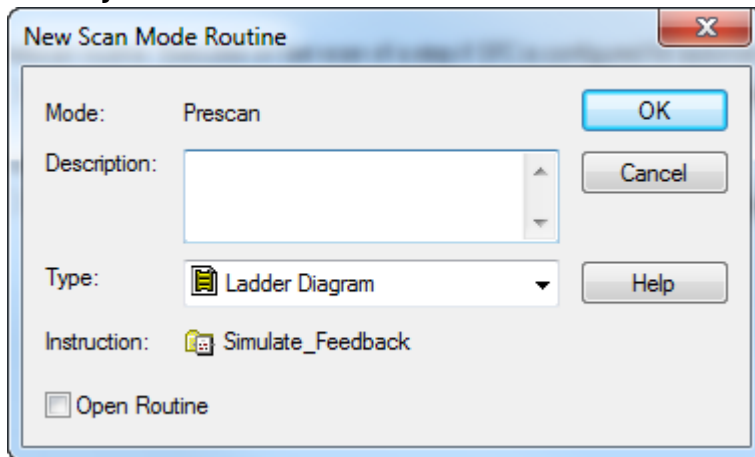 New Scan Mode Routine
Mode: Prescan
OK
Description:
Cancel
Type: Ladder Diagram
Help
Instruction: Simulate_Feedback
Open Routine